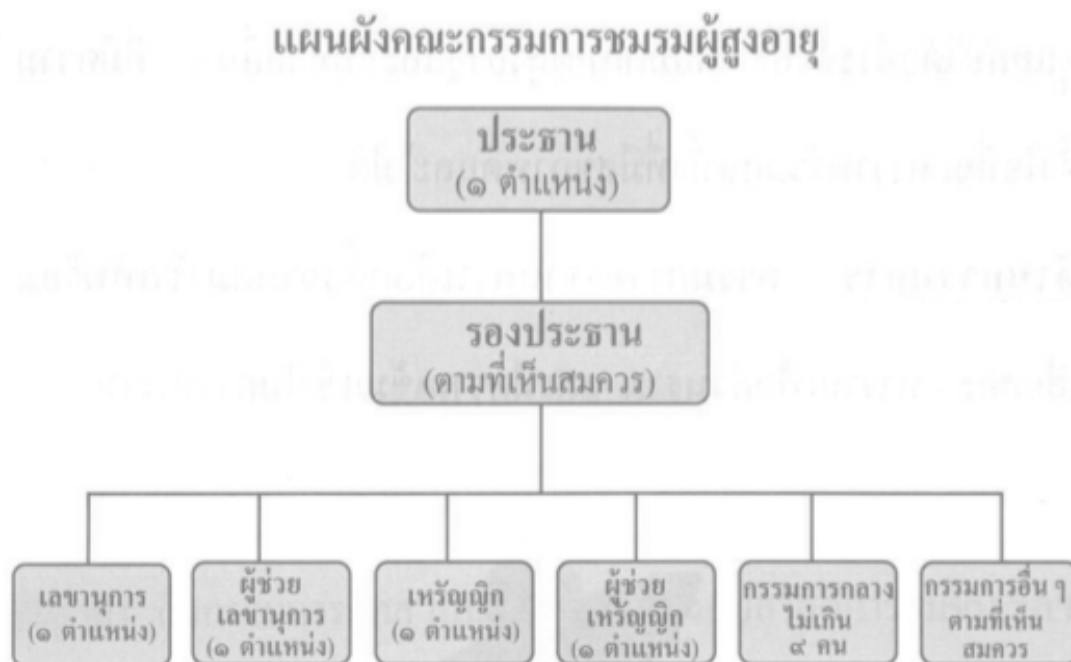 แผนผังคณะกรรมการชมรมผู้สูงอายุ
ประธาน
(๑ ตำแหน่ง)
รองประธาน
(ตามที่เห็นสมควร)
เลขานุการ
(๑ ตำแหน่ง)
ผู้ช่วย
เลขานุการ
(๑ ตำแหน่ง)
เหรัญญิก
(๑ ตำแหน่ง)
ผู้ช่วย
เหรัญญิก
(๑ ตำแหน่ง)
กรรมการกลาง
ไม่เกิน
๙ คน
กรรมการอื่น ๆ
ตามที่เห็น
สมควร